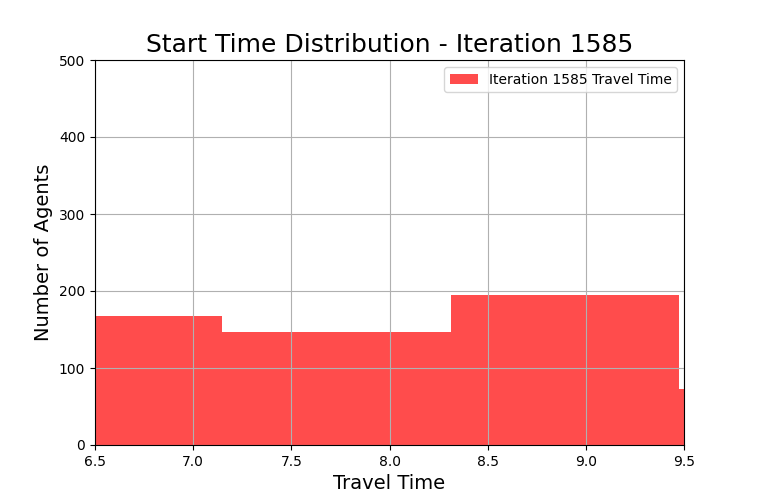 Start Time Distribution - Iteration 1585
Iteration 1585 Travel Time
Number of Agents
500
400
300
200
100
0
6.5 7.0 7.5 8.0 8.5 9.0 9.5
Travel Time